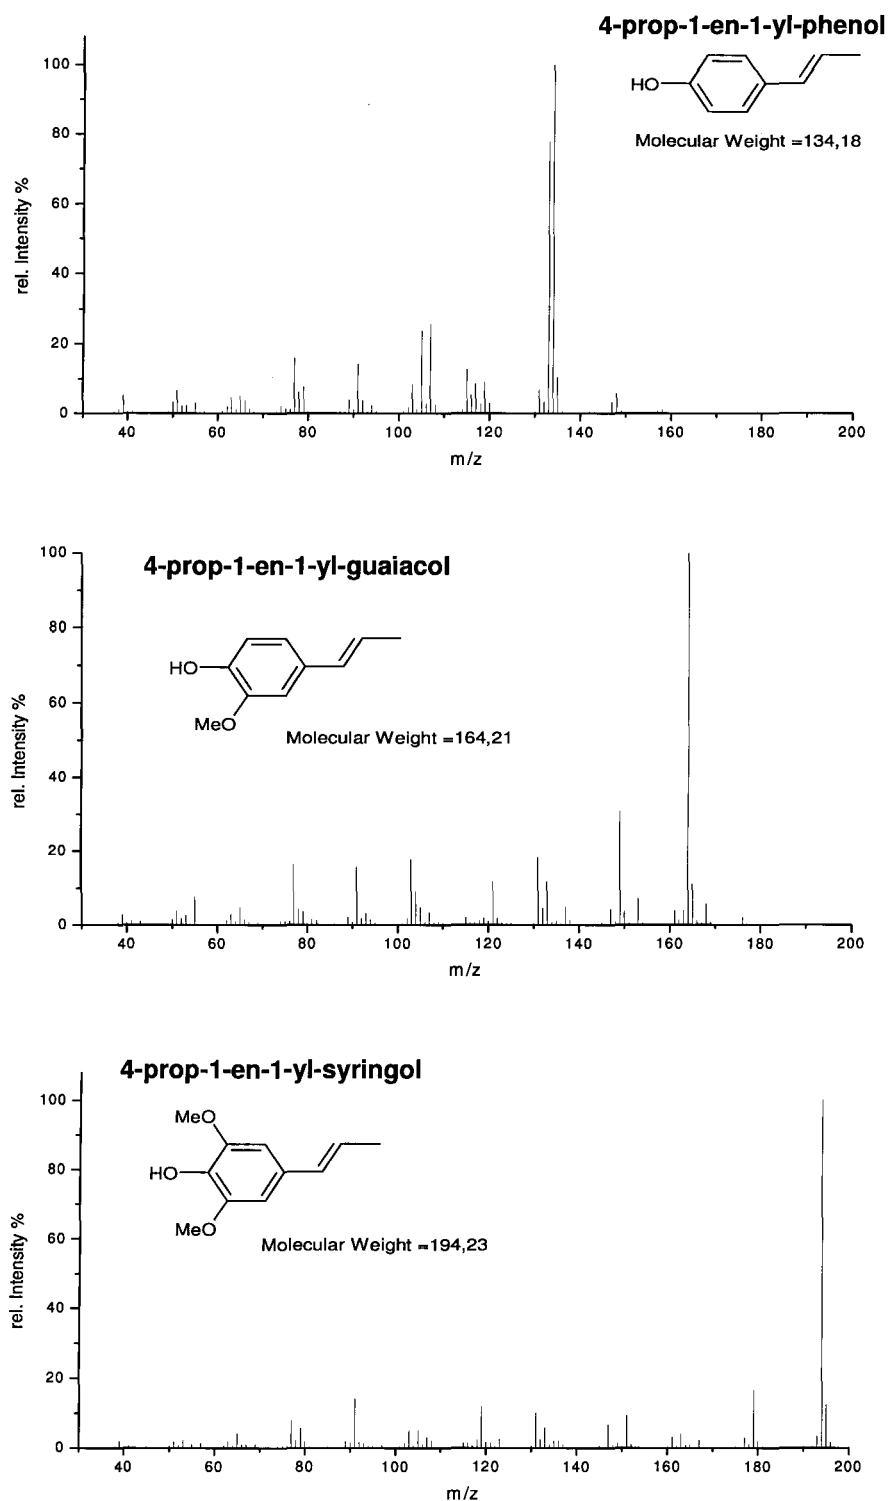 4-prop-1-en-1-yl-phenol
HO
Molecular Weight =134,18
rel. Intensity %
100
80
60
40
20
0
40 60 80 100 120 140 160 180 200
m/z
4-prop-1-en-1-yl-guaiacol
HO
MeO
Molecular Weight =164,21
rel. Intensity %
100
80
60
40
20
0
40 60 80 100 120 140 160 180 200
m/z
4-prop-1-en-1-yl-syringol
MeO
HO
MeO
Molecular Weight =194,23
rel. Intensity %
100
80
60
40
20
0
40 60 80 100 120 140 160 180 200
m/z